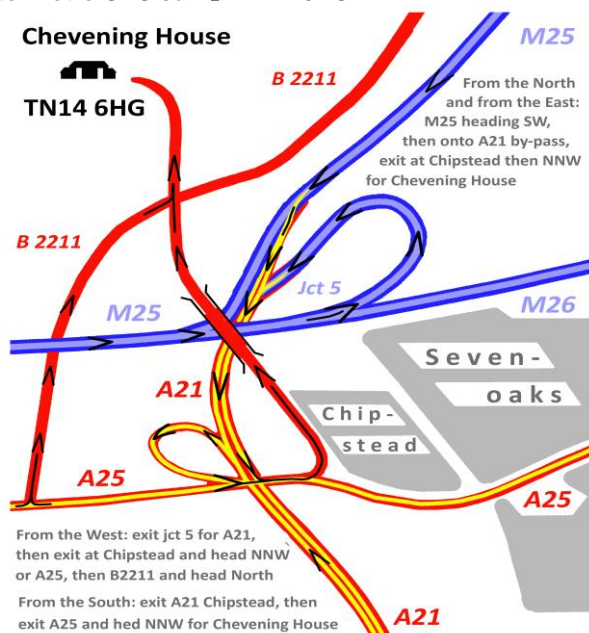 Chevening House
TN14 6HG
B 2211
M25
From the North
and from the East:
M25 heading SW,
then onto A21 by-pass,
exit at Chipstead then NNW
for Chevening House
B 2211
M25
Jct 5
M26
A21
Seven-
oaks
Chip-
stead
A25
A25
From the West: exit jct 5 for A21,
then exit at Chipstead and head NNW
or A25, then B2211 and head North
From the South: exit A21 Chipstead, then
exit A25 and hed NNW for Chevening House
A21